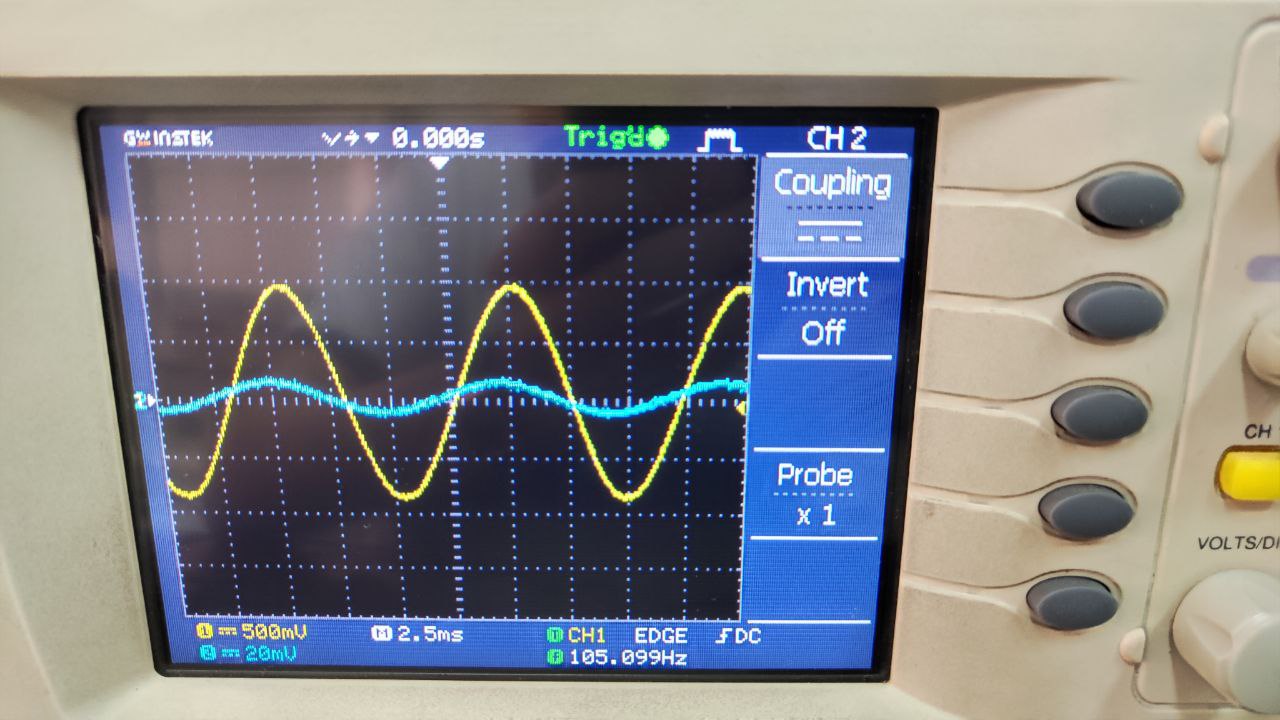 GW INSTEK 0.000s Trig'd CH 2
Coupling
Invert
Off
Probe
x 1
CH
VOLTS/DI
1 500mV M 2.5ms T CH1 EDGE DC
2 20mV F 105.099Hz
2